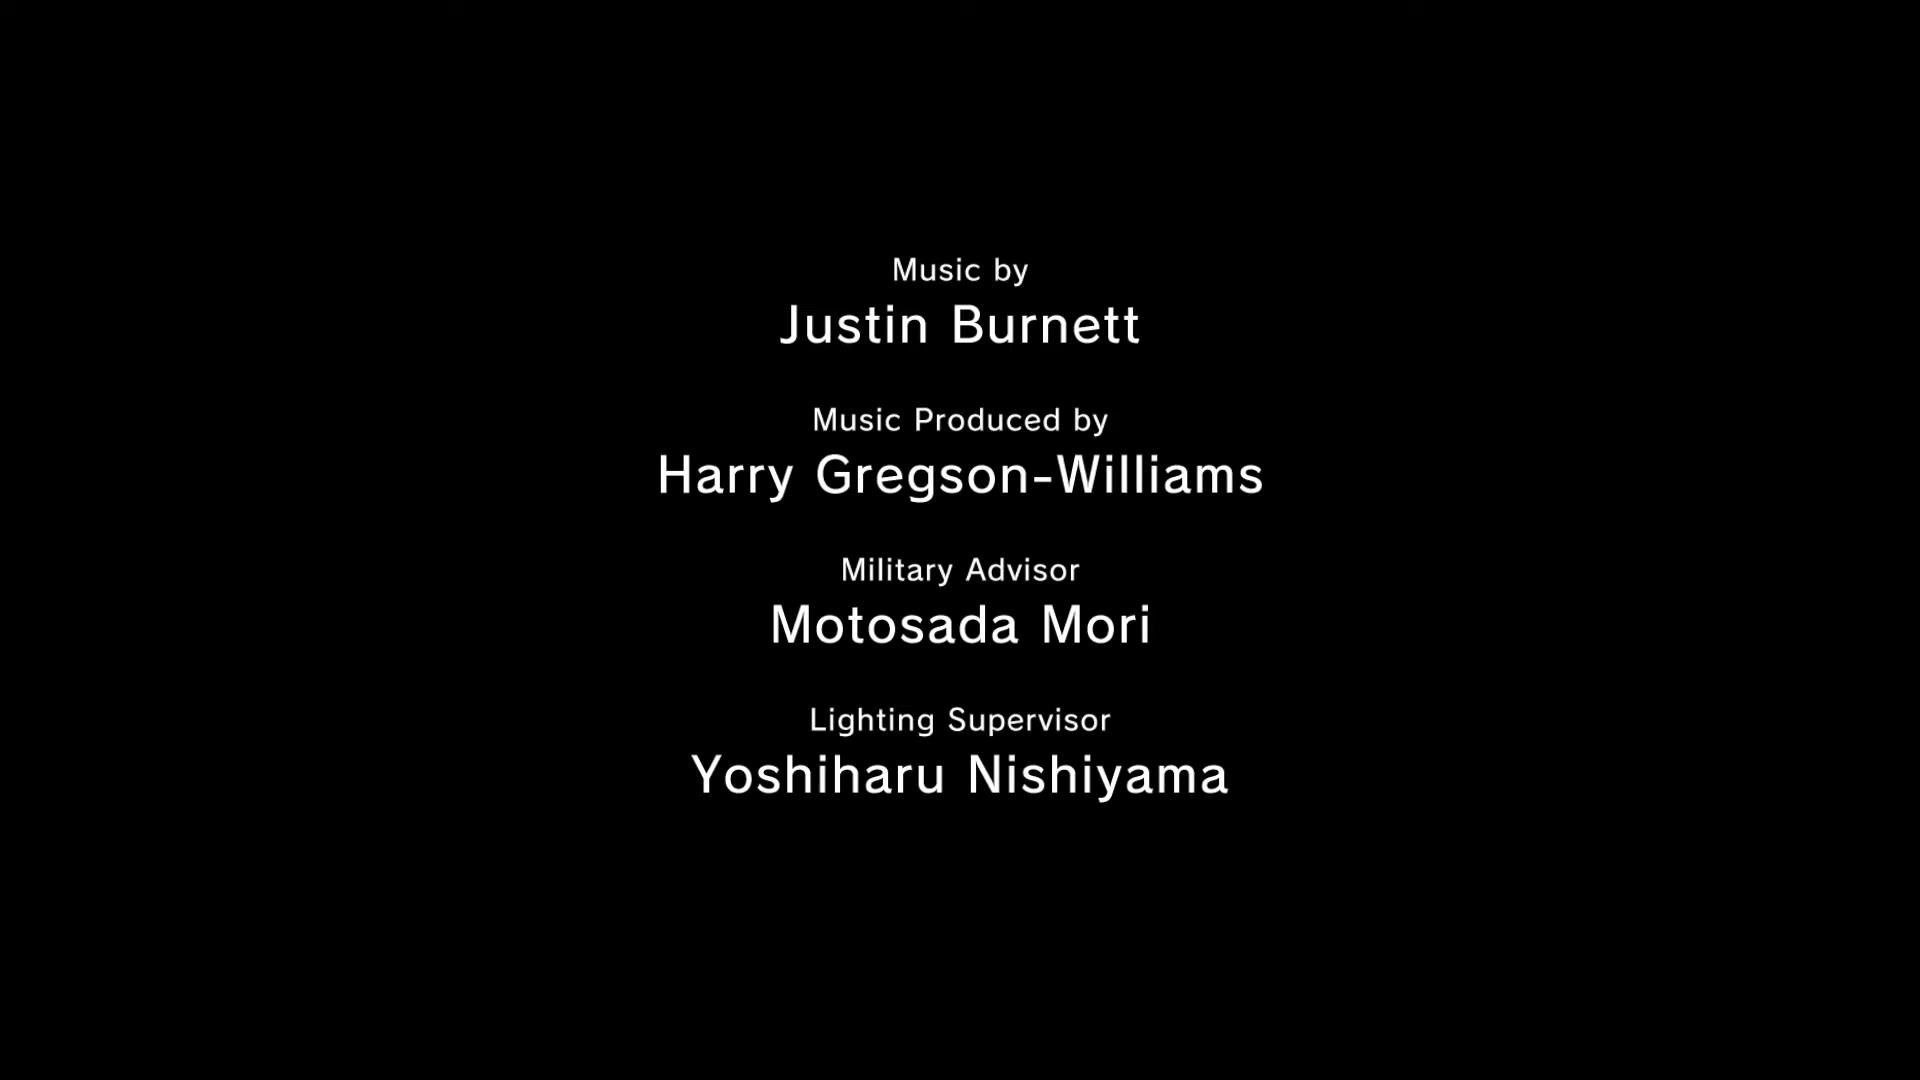 Music by
Justin Burnett
Music Produced by
Harry Gregson-Williams
Military Advisor
Motosada Mori
Lighting Supervisor
Yoshiharu Nishiyama